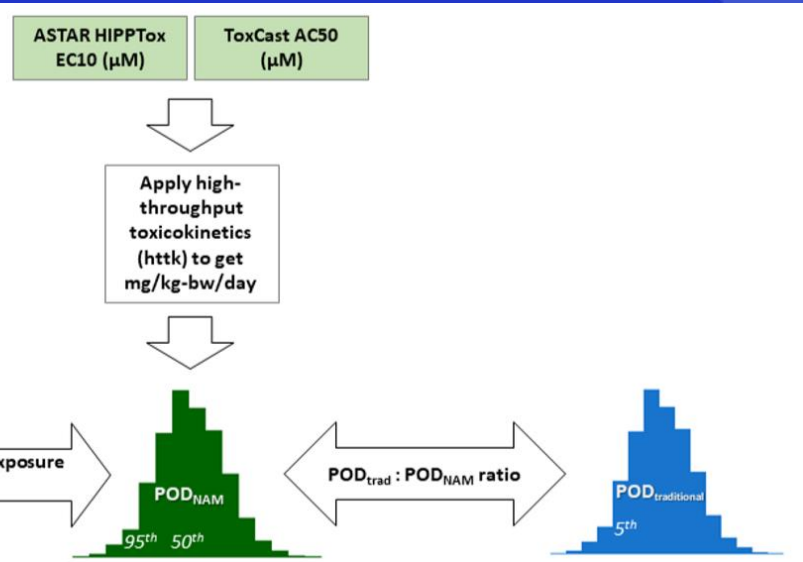 ASTAR HIPPTox
EC10 (µM)
ToxCast AC50
(µM)
Apply high-
throughput
toxicokinetics
(httk) to get
mg/kg-bw/day
xposure
POD_NAM
95th 50th
POD_trad : POD_NAM ratio
POD_traditional
5th